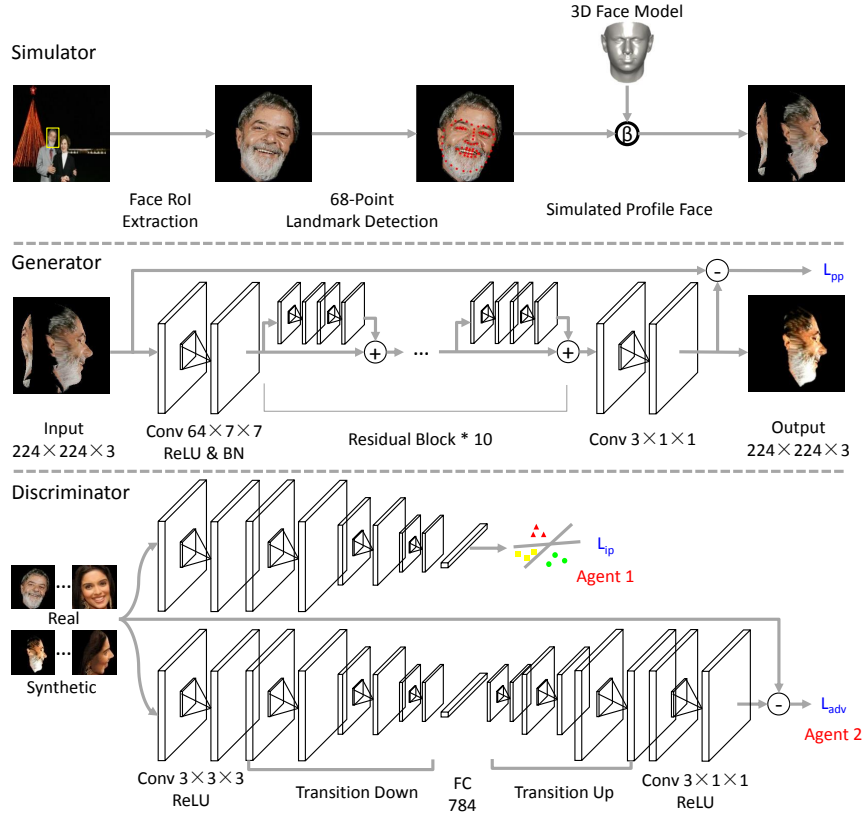 3D Face Model
Simulator
β
Face RoI
Extraction
68-Point
Landmark Detection
Simulated Profile Face
Generator
-
L_pp
+
...
+
Input
224×224×3
Conv 64×7×7
ReLU & BN
Residual Block * 10
Conv 3×1×1
Output
224×224×3
Discriminator
L_ip
Agent 1
...
Real
...
Synthetic
-
L_adv
Agent 2
Conv 3×3×3
ReLU
Transition Down
FC
784
Transition Up
Conv 3×1×1
ReLU